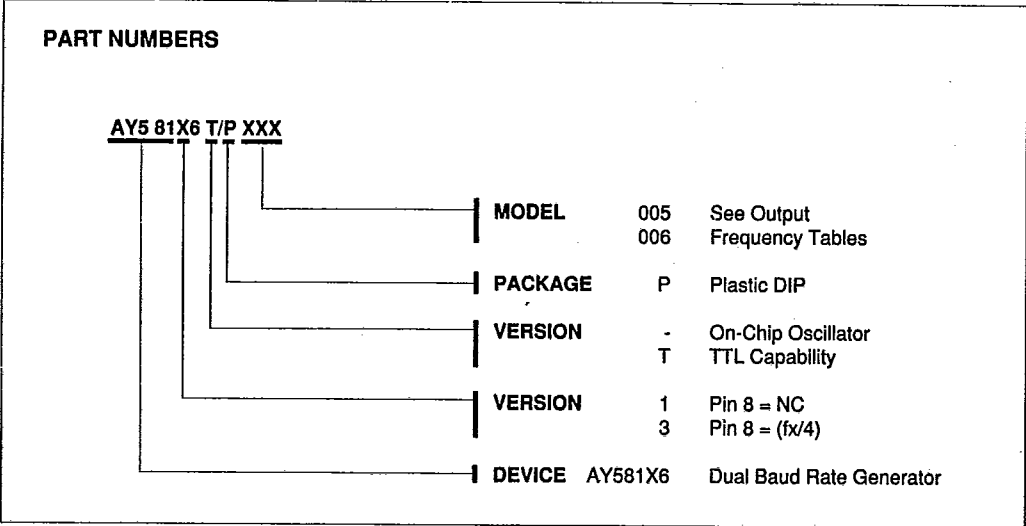 PART NUMBERS
AY5 81X6 T/P XXX
MODEL 005 See Output
006 Frequency Tables
PACKAGE P Plastic DIP
VERSION - On-Chip Oscillator
T TTL Capability
VERSION 1 Pin 8 = NC
3 Pin 8 = (fx/4)
DEVICE AY581X6 Dual Baud Rate Generator